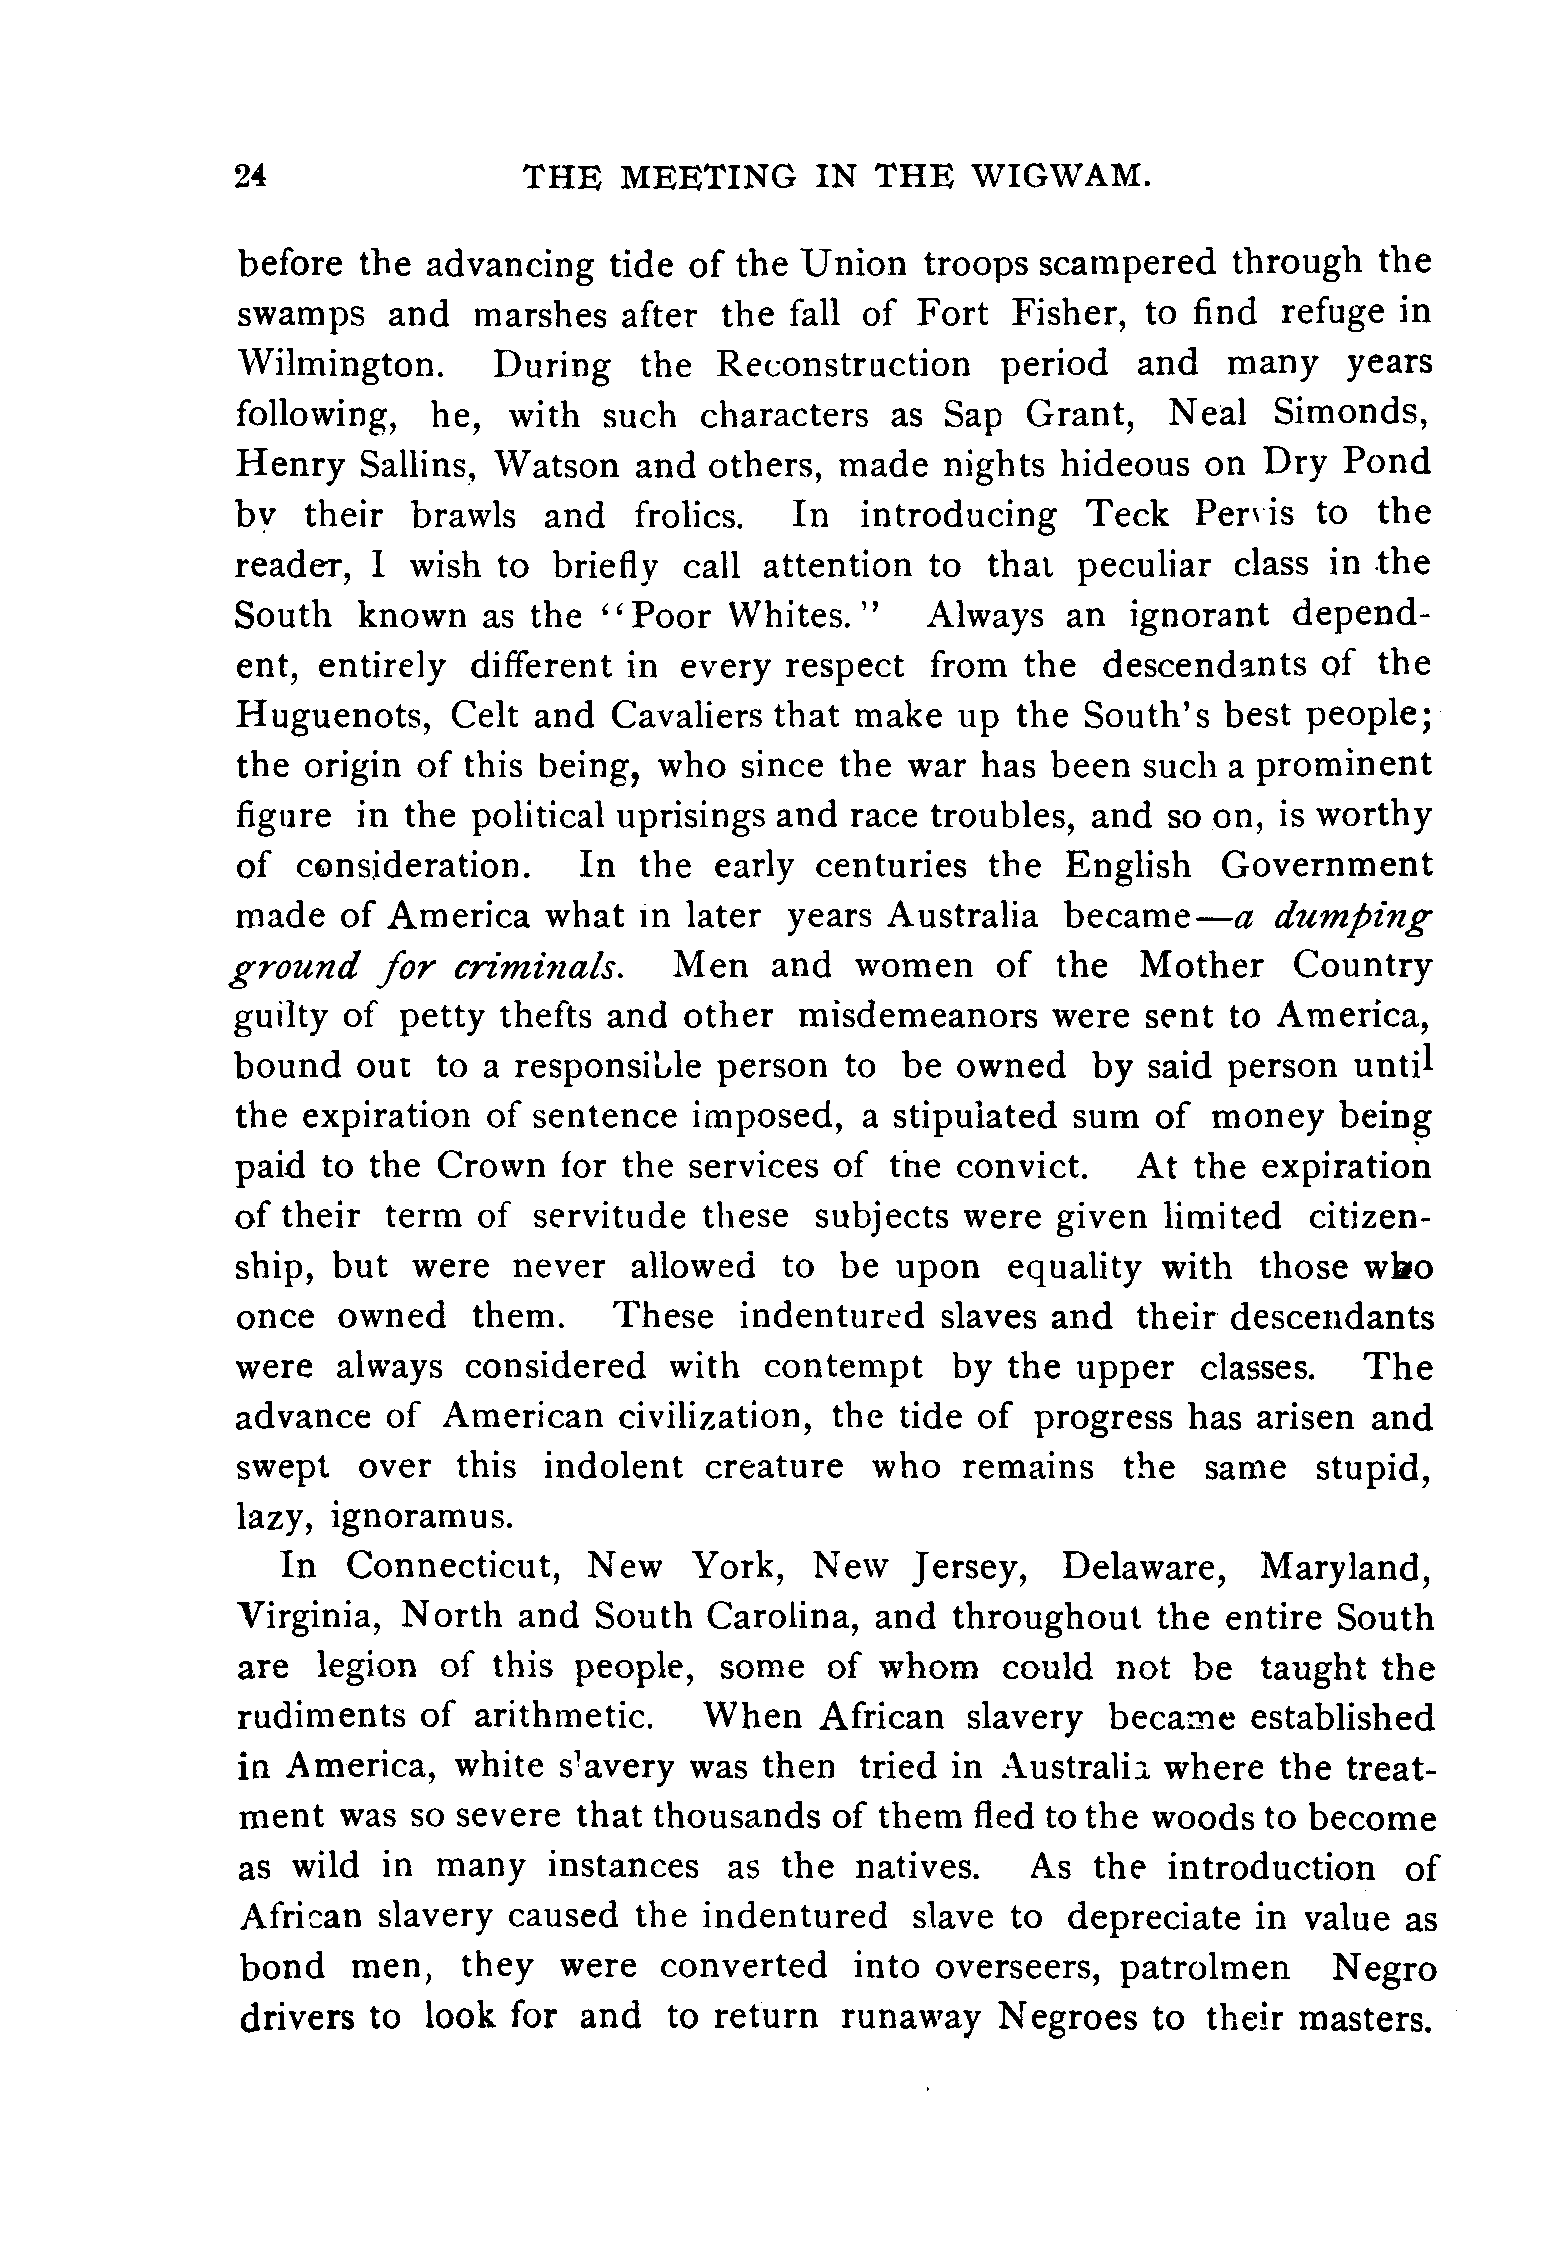 24 THE MEETING IN THE WIGWAM.
before the advancing tide of the Union troops scampered through the
swamps and marshes after the fall of Fort Fisher, to find refuge in
Wilmington. During the Reconstruction period and many years
following, he, with such characters as Sap Grant, Neal Simonds,
Henry Sallins, Watson and others, made nights hideous on Dry Pond
by their brawls and frolics. In introducing Teck Pervis to the
reader, I wish to briefly call attention to that peculiar class in the
South known as the "Poor Whites." Always an ignorant depend-
ent, entirely different in every respect from the descendants of the
Huguenots, Celt and Cavaliers that make up the South's best people;
the origin of this being, who since the war has been such a prominent
figure in the political uprisings and race troubles, and so on, is worthy
of consideration. In the early centuries the English Government
made of America what in later years Australia became—a dumping
ground for criminals. Men and women of the Mother Country
guilty of petty thefts and other misdemeanors were sent to America,
bound out to a responsible person to be owned by said person until
the expiration of sentence imposed, a stipulated sum of money being
paid to the Crown for the services of the convict. At the expiration
of their term of servitude these subjects were given limited citizen-
ship, but were never allowed to be upon equality with those who
once owned them. These indentured slaves and their descendants
were always considered with contempt by the upper classes. The
advance of American civilization, the tide of progress has arisen and
swept over this indolent creature who remains the same stupid,
lazy, ignoramus.
In Connecticut, New York, New Jersey, Delaware, Maryland,
Virginia, North and South Carolina, and throughout the entire South
are legion of this people, some of whom could not be taught the
rudiments of arithmetic. When African slavery became established
in America, white slavery was then tried in Australia where the treat-
ment was so severe that thousands of them fled to the woods to become
as wild in many instances as the natives. As the introduction of
African slavery caused the indentured slave to depreciate in value as
bond men, they were converted into overseers, patrolmen Negro
drivers to look for and to return runaway Negroes to their masters.